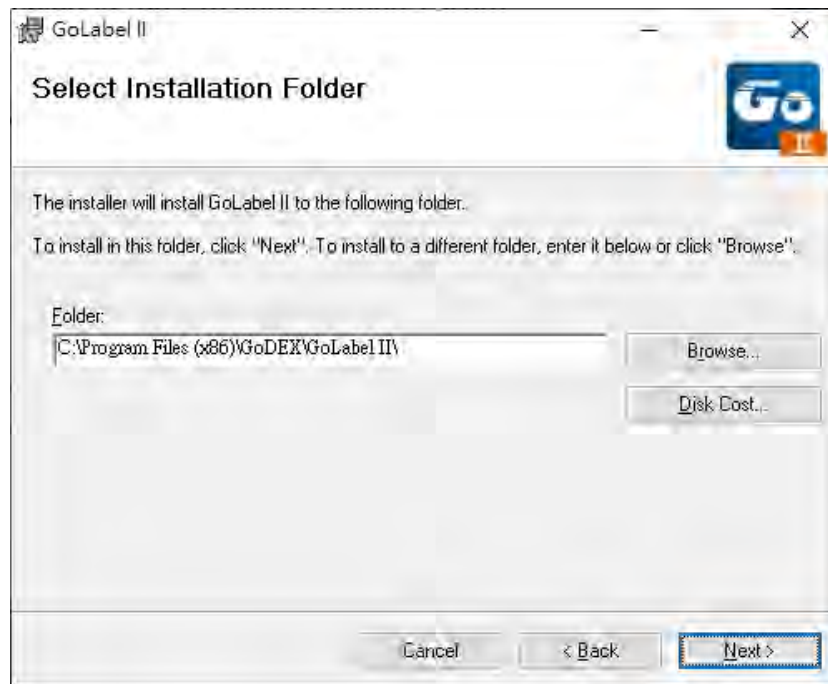 GoLabel II
Select Installation Folder
Go
II
The installer will install GoLabel II to the following folder.
To install in this folder, click "Next". To install to a different folder, enter it below or click "Browse".
Folder:
C:\Program Files (x86)\GoDEX\GoLabel II\
Browse...
Disk Cost...
Cancel
< Back
Next >